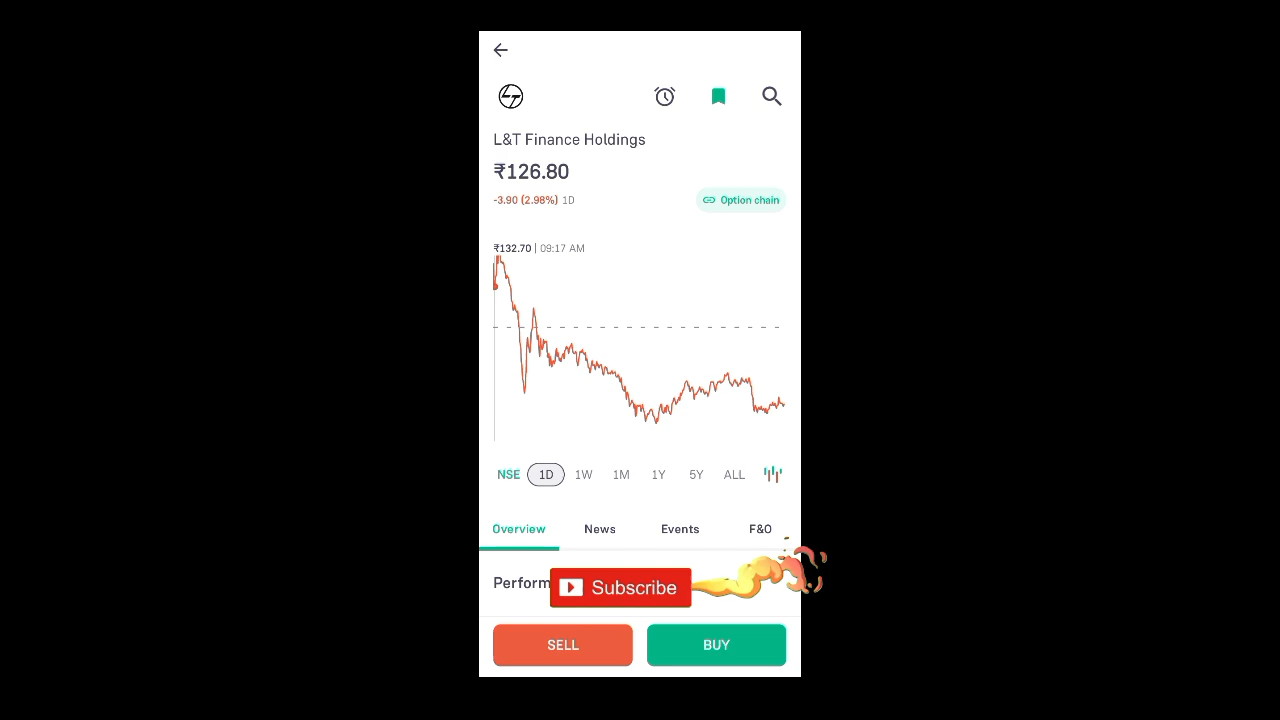 L&T Finance Holdings
₹126.80
-3.90 (2.98%) 1D
Option chain
₹132.70 | 09:17 AM
NSE 1D 1W 1M 1Y 5Y ALL
Overview News Events F&O
Perform
Subscribe
SELL BUY